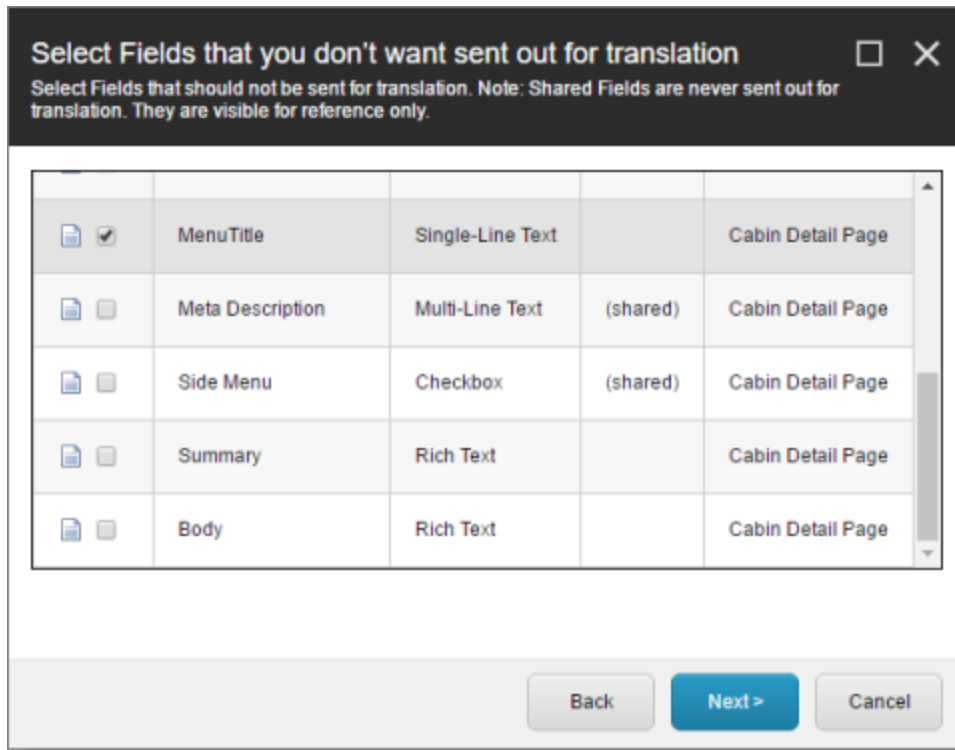 Select Fields that you don't want sent out for translation
Select Fields that should not be sent for translation. Note: Shared Fields are never sent out for
translation. They are visible for reference only.
MenuTitle Single-Line Text Cabin Detail Page
Meta Description Multi-Line Text (shared) Cabin Detail Page
Side Menu Checkbox (shared) Cabin Detail Page
Summary Rich Text Cabin Detail Page
Body Rich Text Cabin Detail Page
Back Next > Cancel